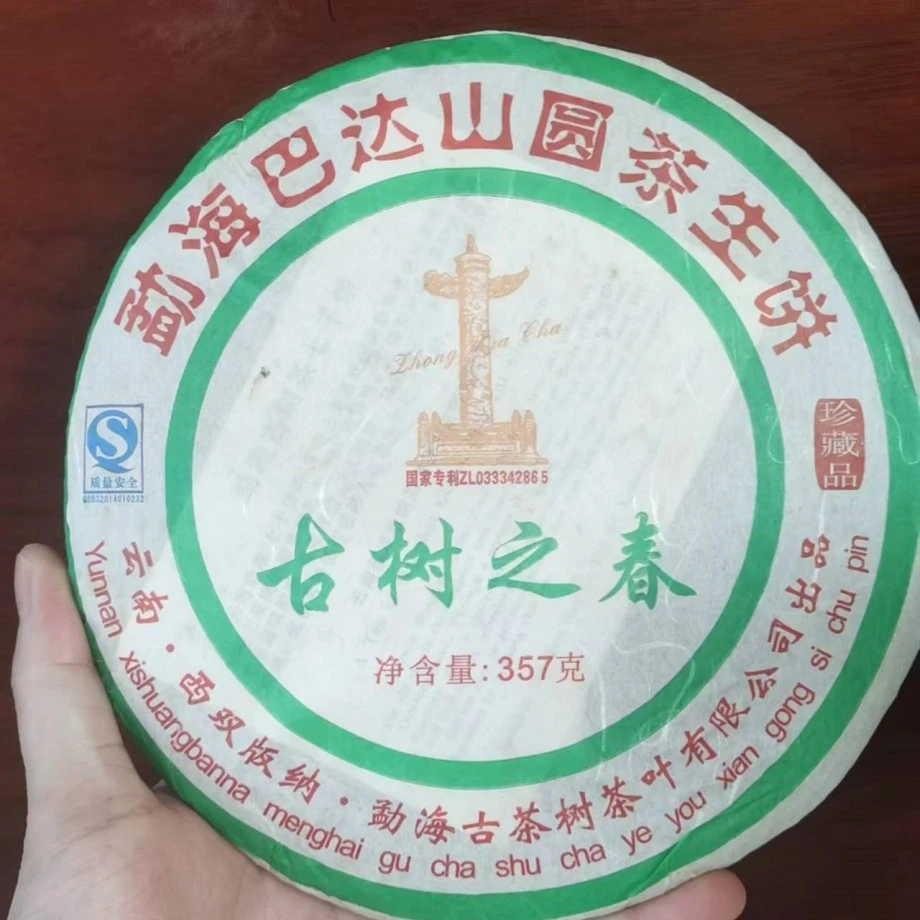 勐海巴达山圆茶生饼
Zhong Hua Cha
国家专利ZL03334286 5
质量安全
QS532814010232
珍藏品
古树之春
净含量:357克
云南·西双版纳·勐海古茶树茶叶有限公司出品
Yunnan xishuangbanna menghai gu cha shu cha ye you xian gong si chu pin